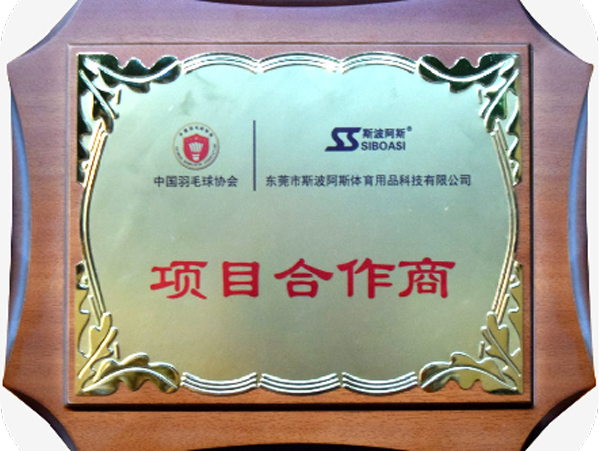 斯波阿斯®
SIBOASI
中国羽毛球协会
东莞市斯波阿斯体育用品科技有限公司
项目合作商